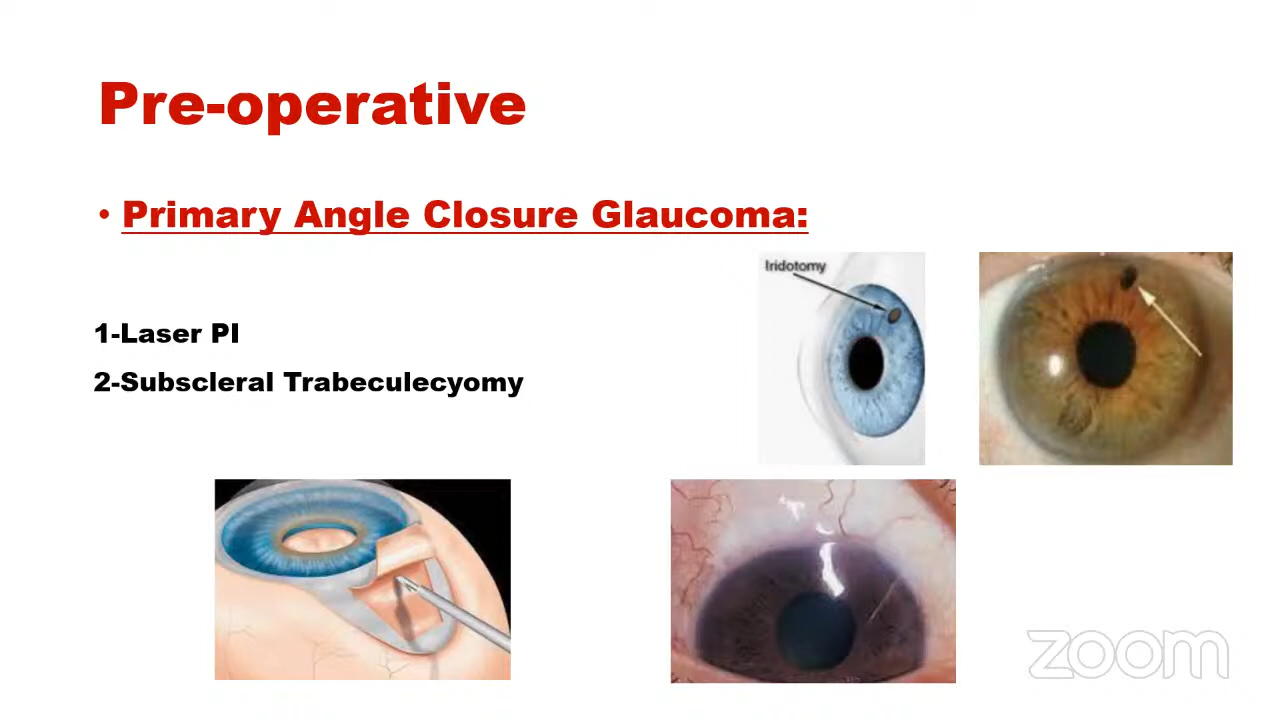 Pre-operative
• Primary Angle Closure Glaucoma:
Iridotomy
1-Laser PI
2-Subscleral Trabeculecyomy
zoom